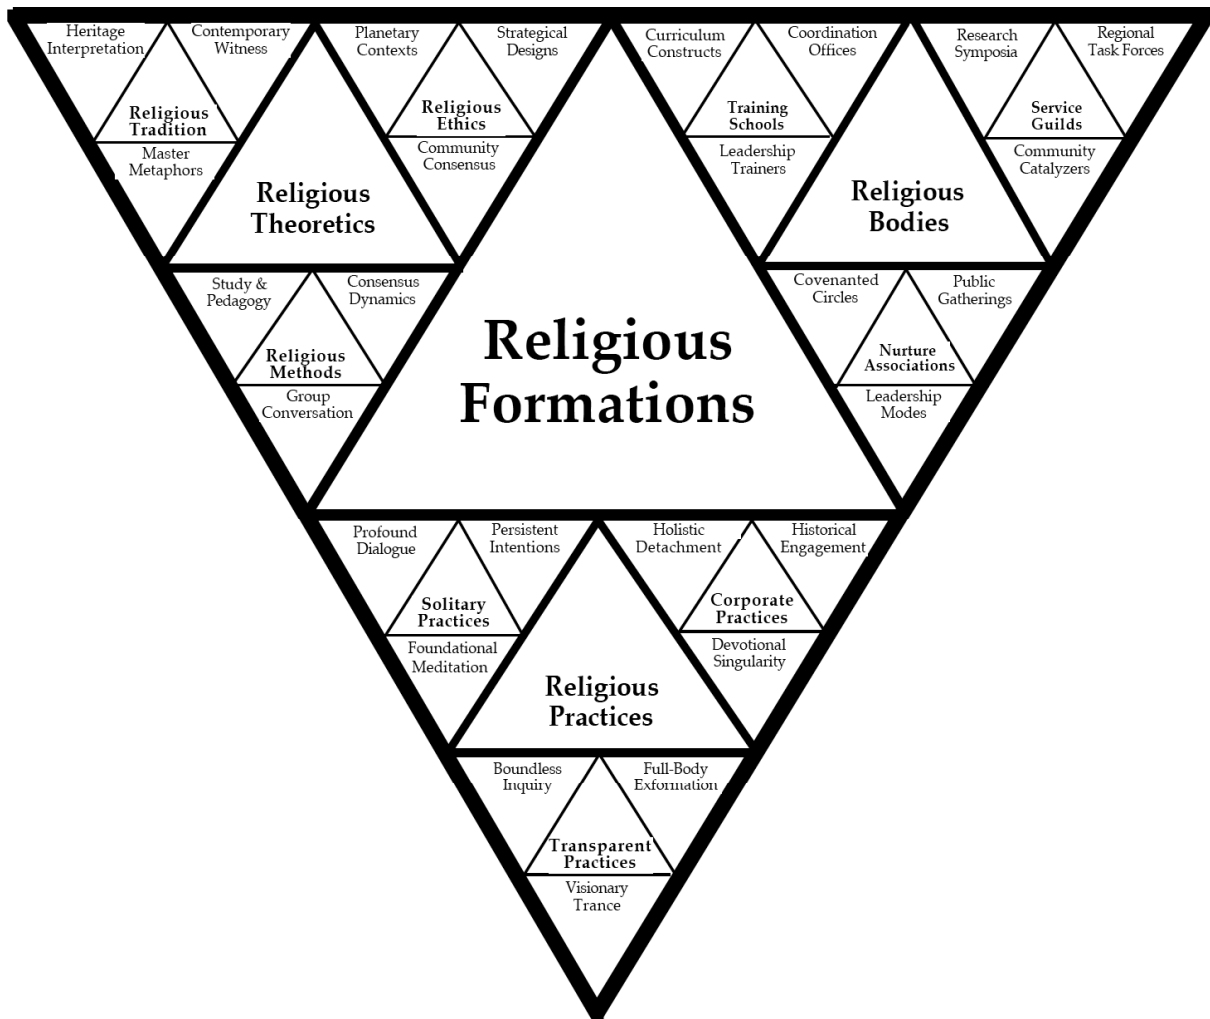 Heritage
Interpretation
Contemporary
Witness
Religious
Tradition
Master
Metaphors
Planetary
Contexts
Strategical
Designs
Religious
Ethics
Community
Consensus
Religious
Theoretics
Study &
Pedagogy
Consensus
Dynamics
Religious
Methods
Group
Conversation
Curriculum
Constructs
Coordination
Offices
Training
Schools
Leadership
Trainers
Research
Symposia
Regional
Task Forces
Service
Guilds
Community
Catalyzers
Religious
Bodies
Covenanted
Circles
Public
Gatherings
Nurture
Associations
Leadership
Modes
Religious
Formations
Profound
Dialogue
Persistent
Intentions
Solitary
Practices
Foundational
Meditation
Holistic
Detachment
Historical
Engagement
Corporate
Practices
Devotional
Singularity
Religious
Practices
Boundless
Inquiry
Full-Body
Exformation
Transparent
Practices
Visionary
Trance